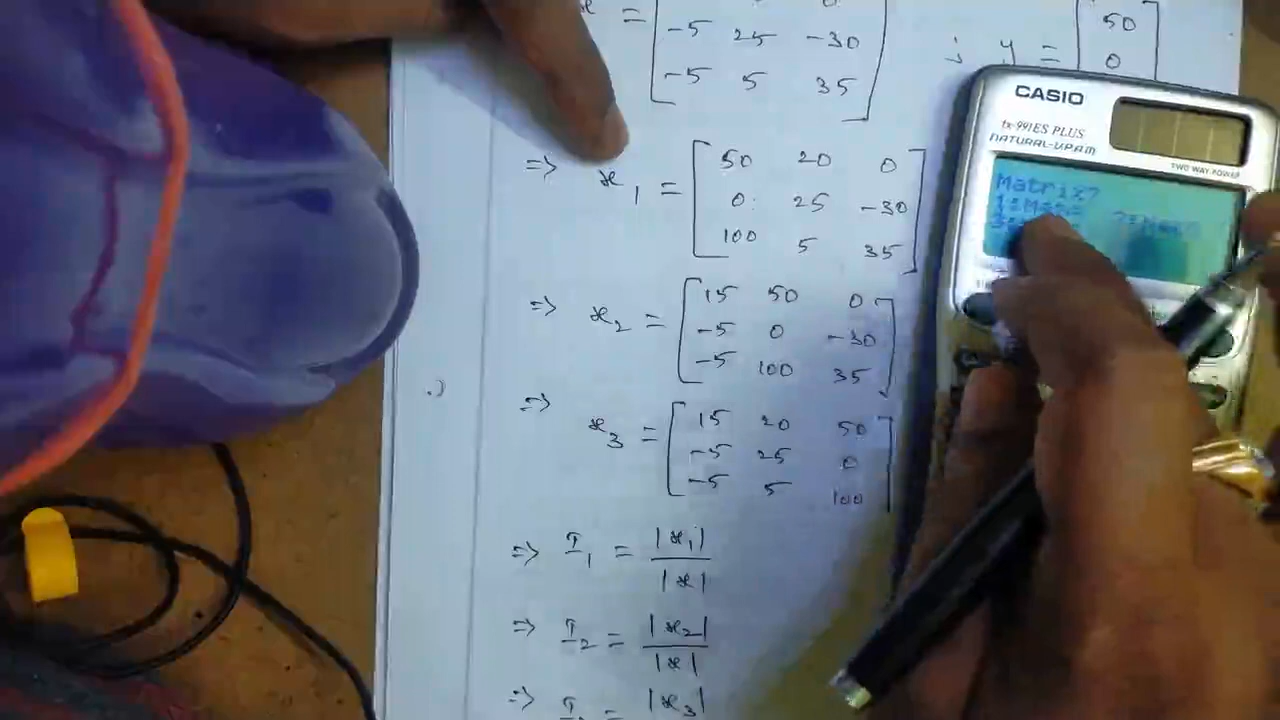 x = [ 0
-5 25 -30 ; y = 50
-5 5 35 0
=> x₁ = [ 50 20 0
0 25 -30
100 5 35 ]
=> x₂ = [ 15 50 0
-5 0 -30
-5 100 35 ]
=> x₃ = [ 15 20 50
-5 25 0
-5 5 100 ]
=> I₁ = |x₁| / |x|
=> I₂ = |x₂| / |x|
=> |x₃|
CASIO
fx-991ES PLUS
NATURAL-V.P.A.M.
TWO WAY POWER
Matrix?